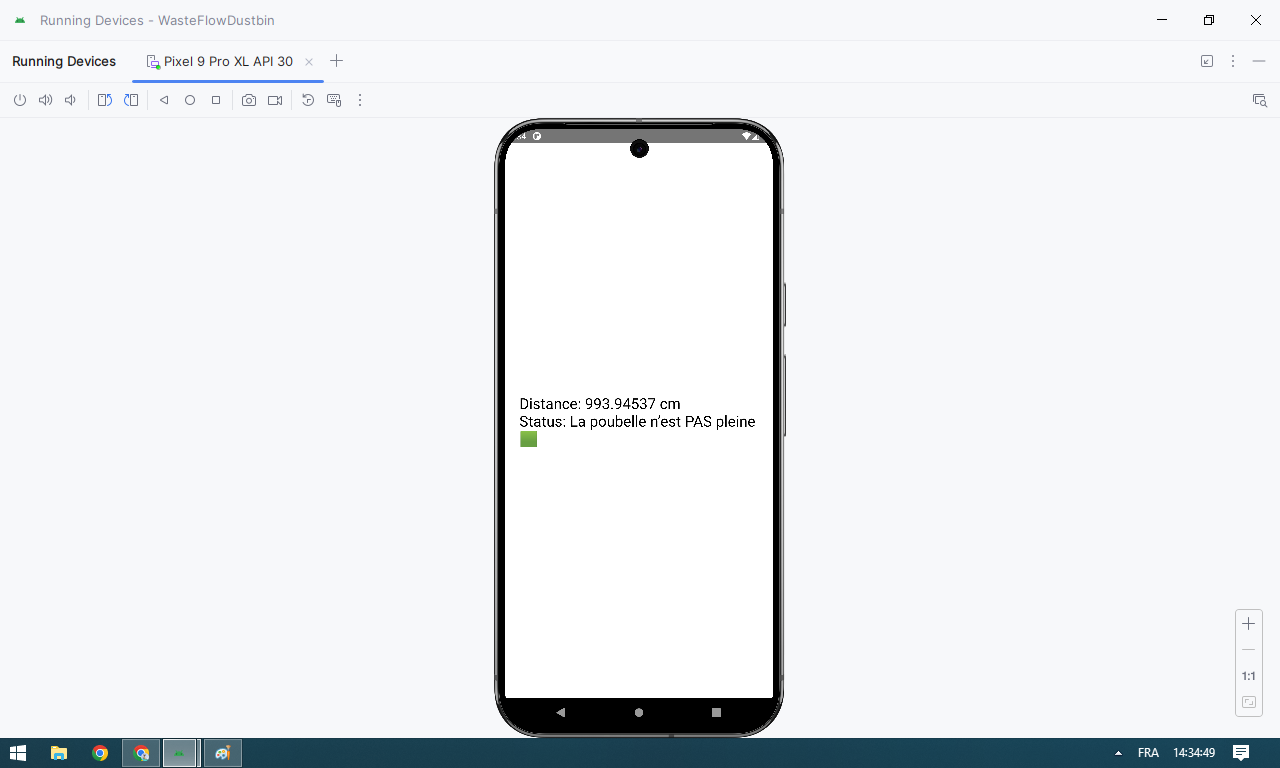 Running Devices - WasteFlowDustbin
Running Devices
Pixel 9 Pro XL API 30
Distance: 993.94537 cm
Status: La poubelle n'est PAS pleine
1:1
FRA
14:34:49